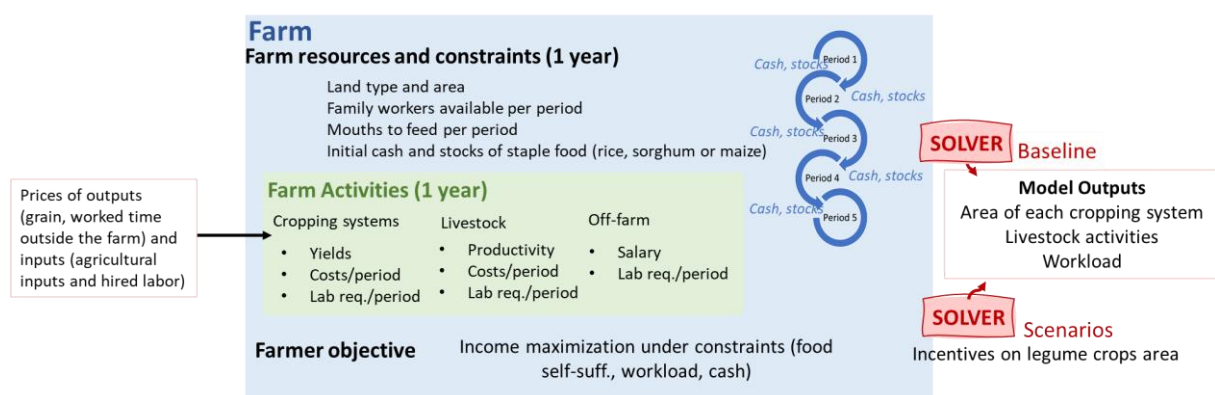 Farm
Farm resources and constraints (1 year)
Land type and area
Family workers available per period
Mouths to feed per period
Initial cash and stocks of staple food (rice, sorghum or maize)
Period 1
Cash, stocks
Period 2
Cash, stocks
Cash, stocks
Period 3
Cash, stocks
Period 4
Cash, stocks
Period 5
Prices of outputs
(grain, worked time
outside the farm) and
inputs (agricultural
inputs and hired labor)
Farm Activities (1 year)
Cropping systems
• Yields
• Costs/period
• Lab req./period
Livestock
• Productivity
• Costs/period
• Lab req./period
Off-farm
• Salary
• Lab req./period
Farmer objective
Income maximization under constraints (food
self-suff., workload, cash)
SOLVER
Baseline
Model Outputs
Area of each cropping system
Livestock activities
Workload
SOLVER
Scenarios
Incentives on legume crops area